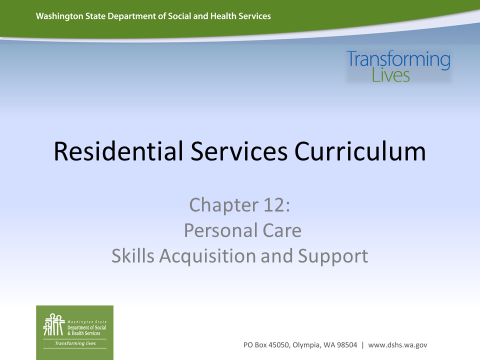 Washington State Department of Social and Health Services
Transforming
Lives
Residential Services Curriculum
Chapter 12:
Personal Care
Skills Acquisition and Support
Washington State
Department of Social
& Health Services
Transforming lives
PO Box 45050, Olympia, WA 98504 | www.dshs.wa.gov